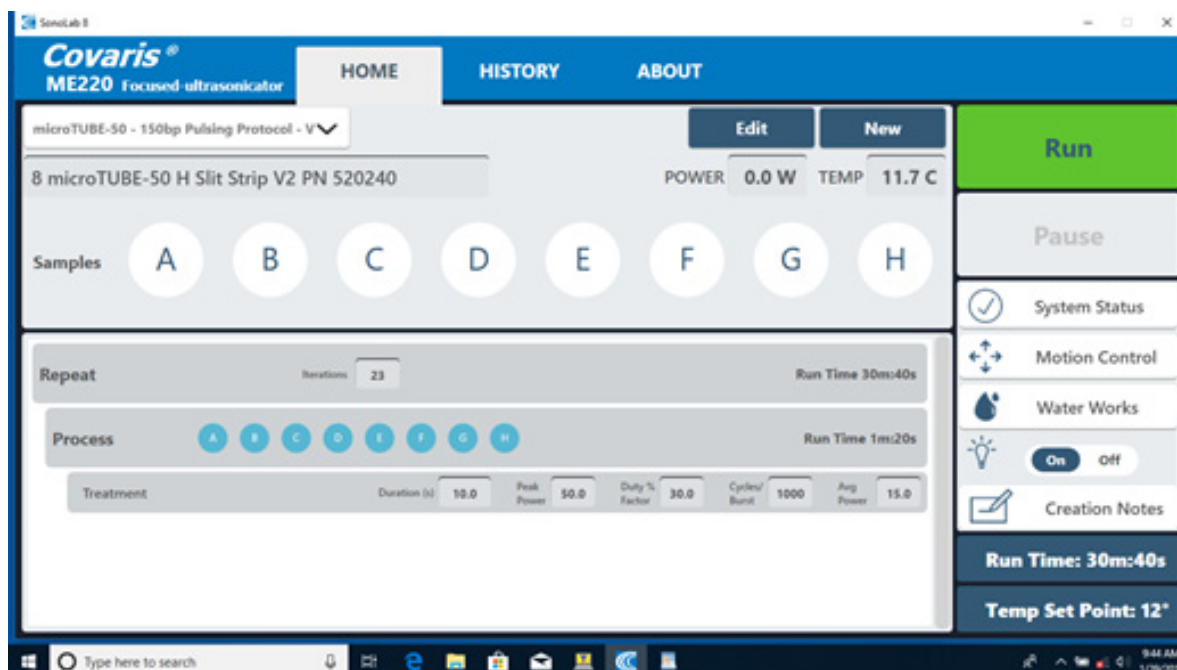 SonoLab 8
Covaris®
ME220 Focused-ultrasonicator
HOME HISTORY ABOUT
microTUBE-50 - 150bp Pulsing Protocol - V
Edit New
Run
8 microTUBE-50 H Slit Strip V2 PN 520240
POWER 0.0 W TEMP 11.7 C
Pause
Samples A B C D E F G H
System Status
Motion Control
Water Works
On Off
Creation Notes
Repeat Iterations 23 Run Time 30m:40s
Process A B C D E F G H Run Time 1m:20s
Treatment Duration (s) 10.0 Peak Power 50.0 Duty % Factor 30.0 Cycles/Burst 1000 Avg Power 15.0
Run Time: 30m:40s
Temp Set Point: 12°
Type here to search
9:44 AM